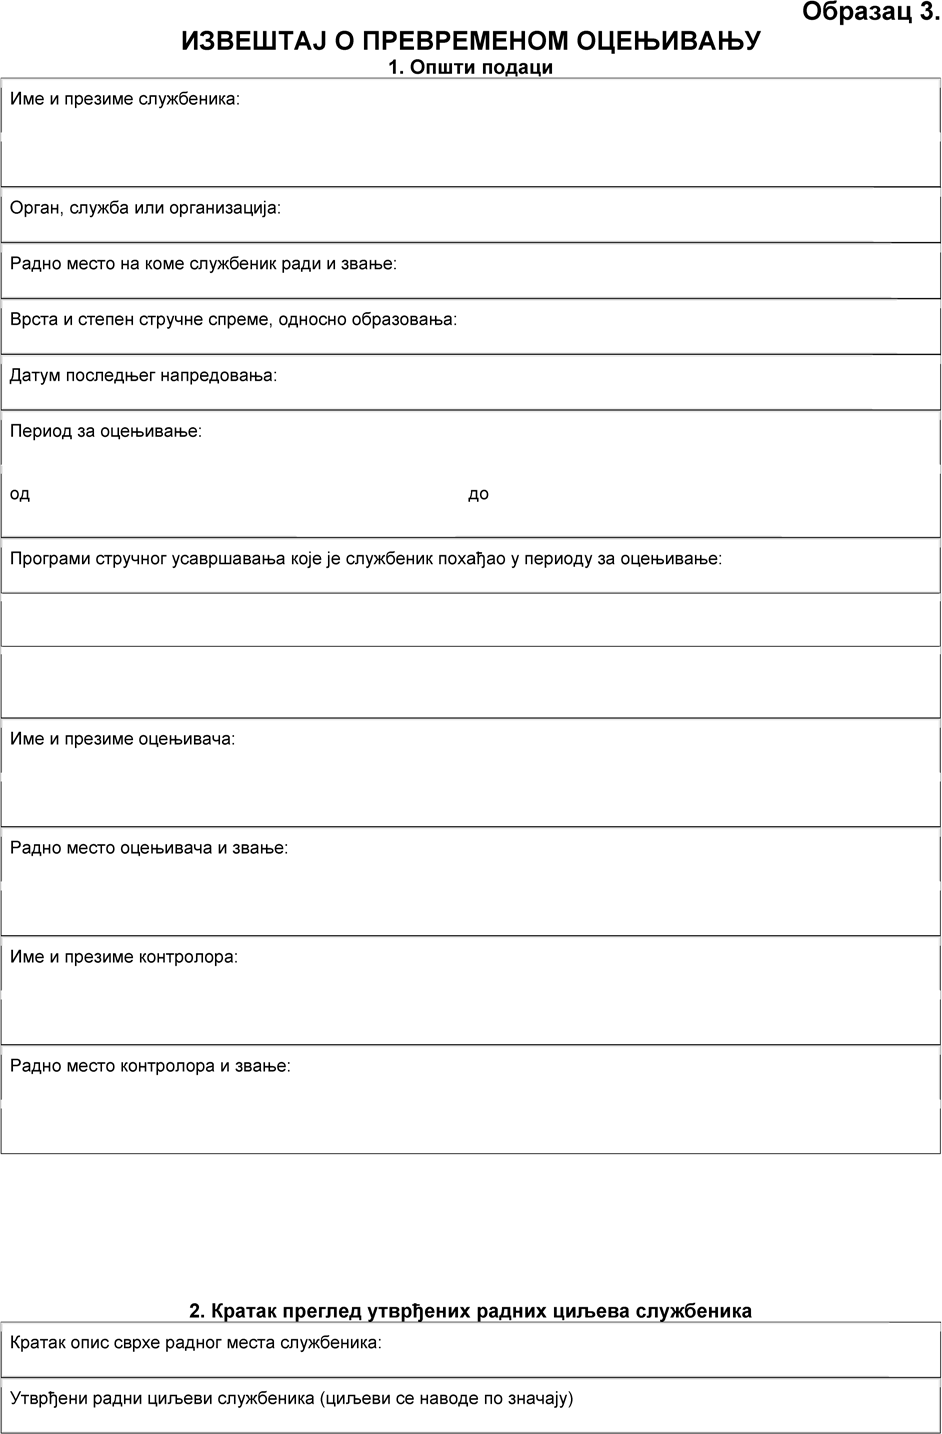 Образац 3.
ИЗВЕШТАЈ О ПРЕВРЕМЕНОМ ОЦЕЊИВАЊУ
1. Општи подаци
Име и презиме службеника:
Орган, служба или организација:
Радно место на коме службеник ради и звање:
Врста и степен стручне спреме, односно образовања:
Датум последњег напредовања:
Период за оцењивање:
од до
Програми стручног усавршавања које је службеник похађао у периоду за оцењивање:
Име и презиме оцењивача:
Радно место оцењивача и звање:
Име и презиме контролора:
Радно место контролора и звање:
2. Кратак преглед утврђених радних циљева службеника
Кратак опис сврхе радног места службеника:
Утврђени радни циљеви службеника (циљеви се наводе по значају)